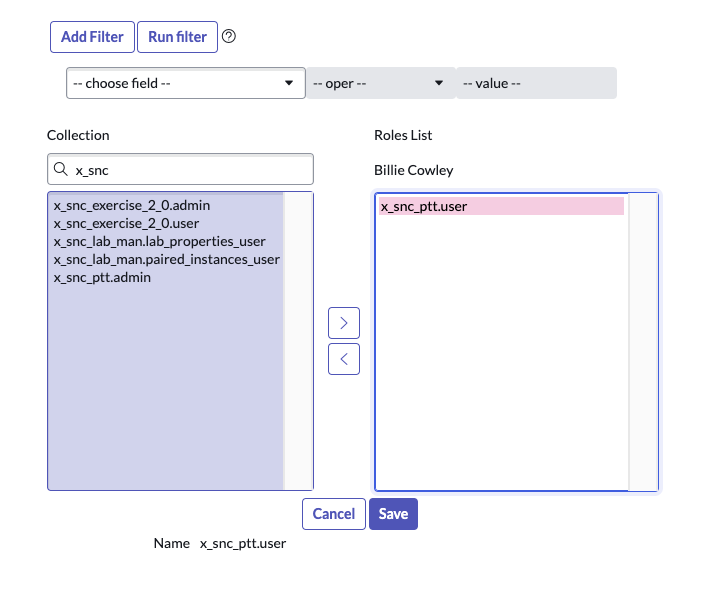 Add Filter Run filter
-- choose field -- -- oper -- -- value --
Collection
x_snc
x_snc_exercise_2_0.admin
x_snc_exercise_2_0.user
x_snc_lab_man.lab_properties_user
x_snc_lab_man.paired_instances_user
x_snc_ptt.admin
Roles List
Billie Cowley
x_snc_ptt.user
Cancel Save
Name x_snc_ptt.user